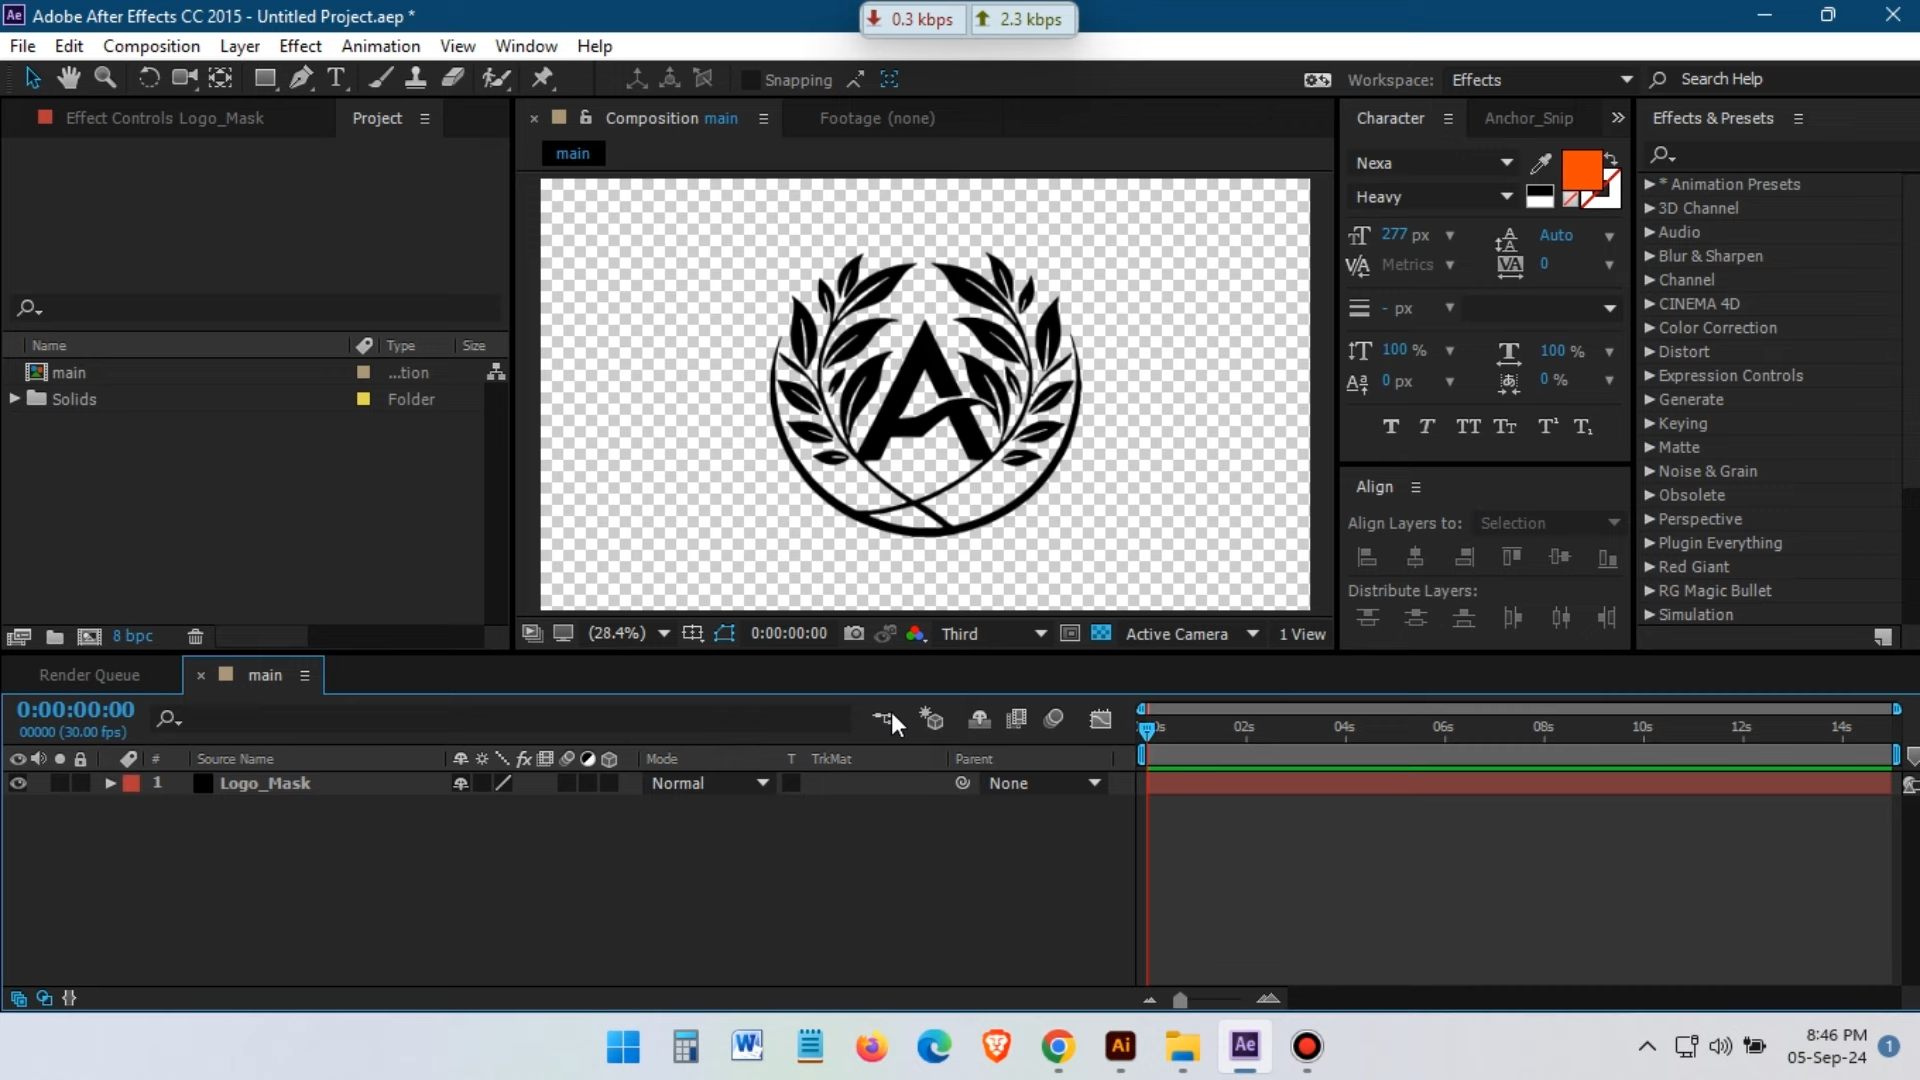 Ae Adobe After Effects CC 2015 - Untitled Project.aep *
0.3 kbps 2.3 kbps
File Edit Composition Layer Effect Animation View Window Help
Snapping
Workspace: Effects
Search Help
Effect Controls Logo_Mask
Project
Composition main
Footage (none)
main
Character
Anchor_Snip
Effects & Presets
Nexa
Heavy
277 px
Auto
Metrics
0
- px
100 %
100 %
0 px
0 %
Align
Align Layers to: Selection
Distribute Layers:
* Animation Presets
3D Channel
Audio
Blur & Sharpen
Channel
CINEMA 4D
Color Correction
Distort
Expression Controls
Generate
Keying
Matte
Noise & Grain
Obsolete
Perspective
Plugin Everything
Red Giant
RG Magic Bullet
Simulation
Name Type Size
main ...tion
Solids Folder
8 bpc
A
(28.4%) 0:00:00:00 Third Active Camera 1 View
Render Queue
main
0:00:00:00
00000 (30.00 fps)
02s 04s 06s 08s 10s 12s 14s
# Source Name Mode T TrkMat Parent
1 Logo_Mask Normal None
Ai Ae
8:46 PM
05-Sep-24
1